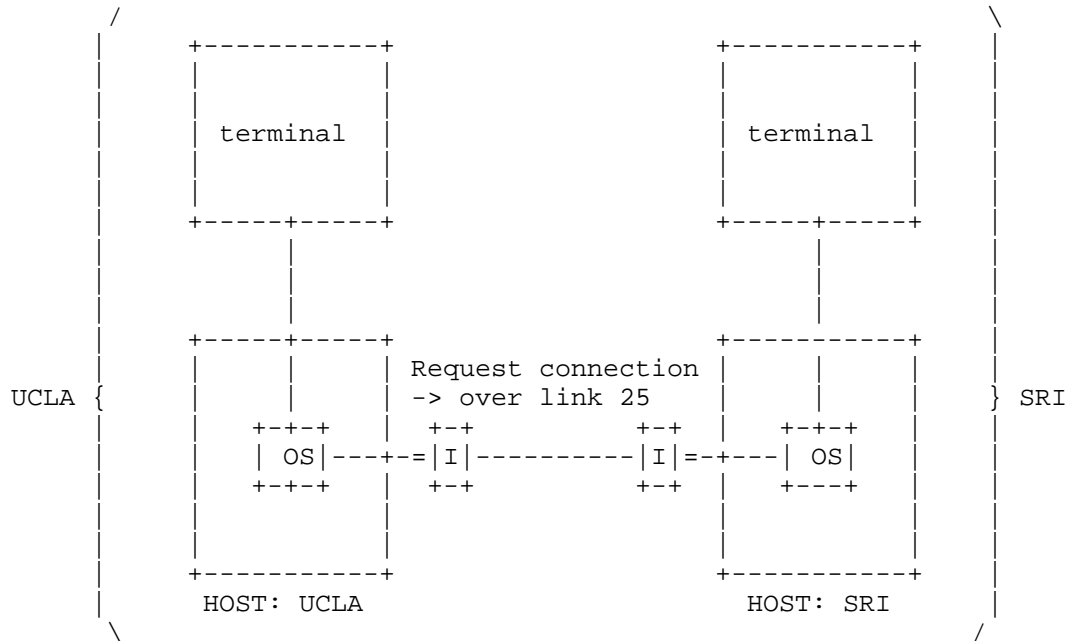 terminal terminal
Request connection
UCLA { -> over link 25 } SRI
OS I I OS
HOST: UCLA HOST: SRI